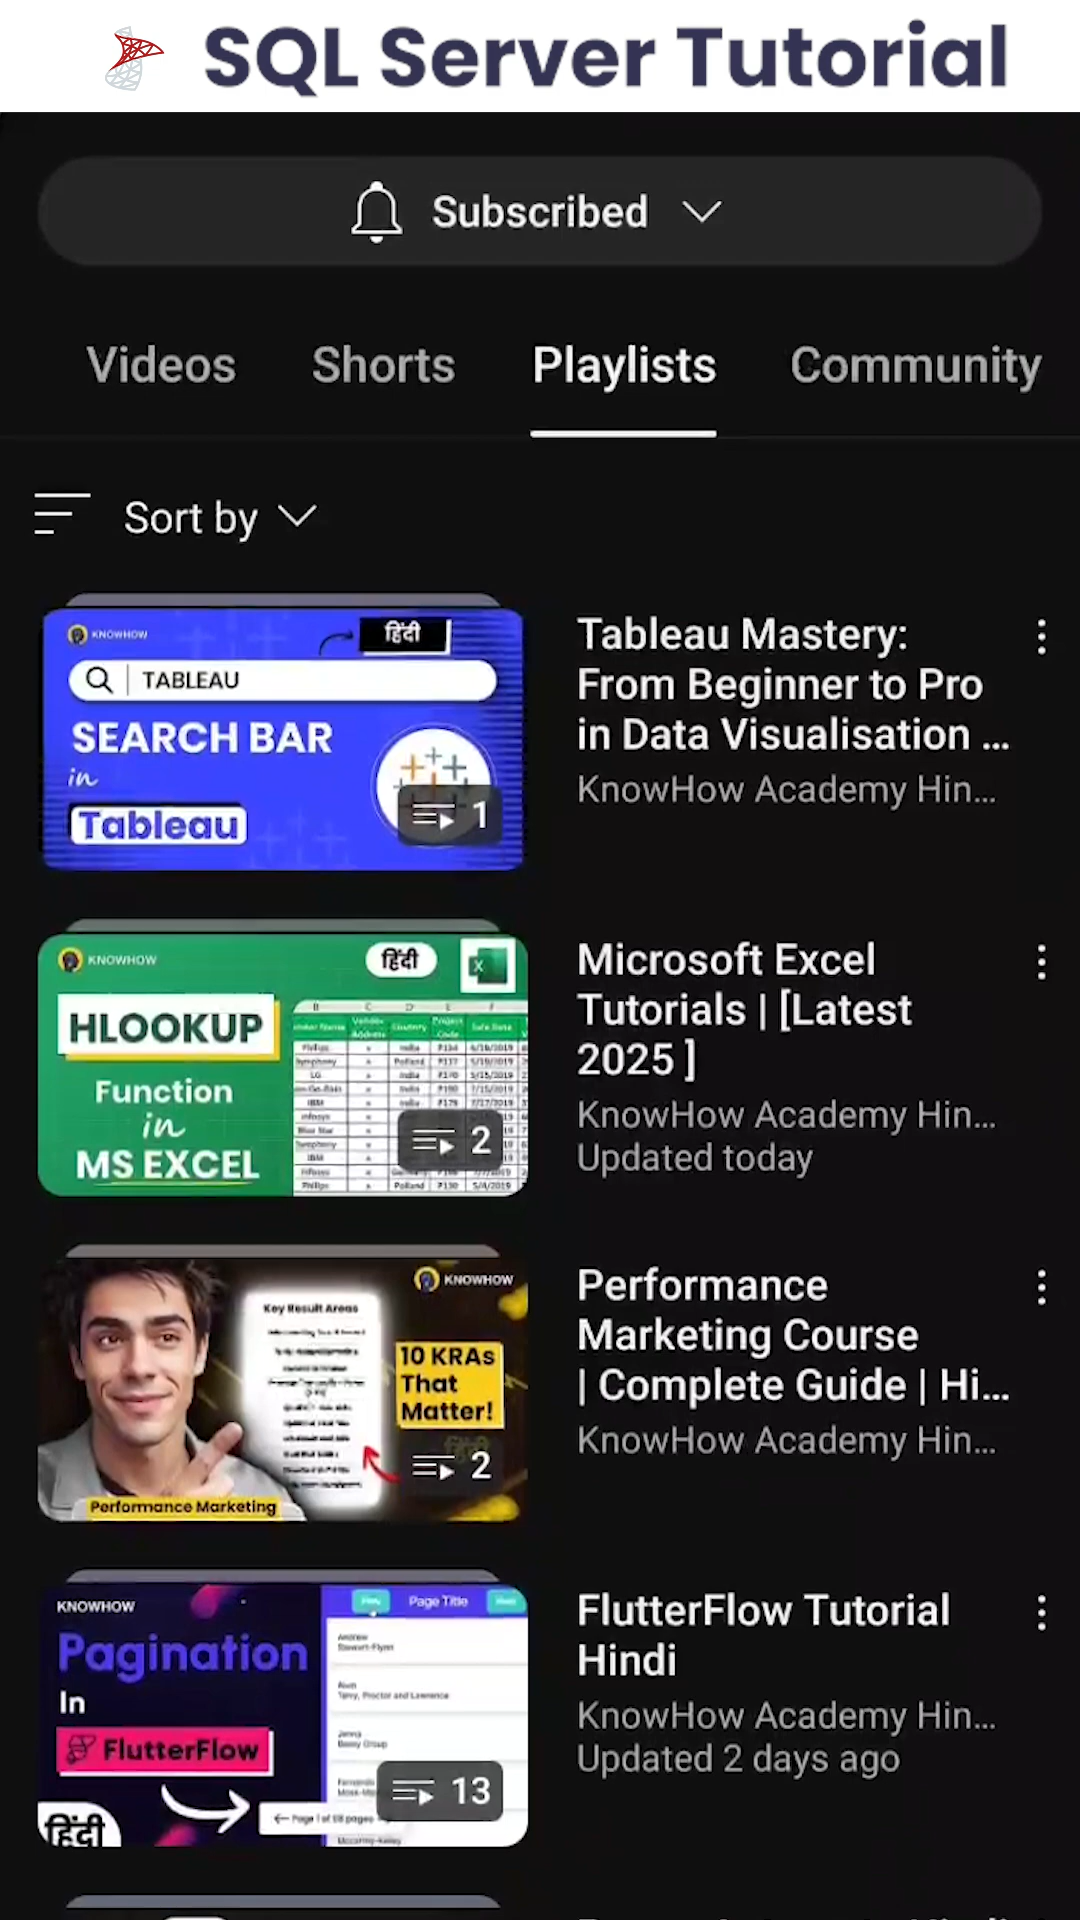 SQL Server Tutorial
Subscribed
Videos Shorts Playlists Community
Sort by
KNOWHOW
हिंदी
TABLEAU
SEARCH BAR
in
Tableau
1
Tableau Mastery:
From Beginner to Pro
in Data Visualisation ...
KnowHow Academy Hin...
KNOWHOW
हिंदी
HLOOKUP
Function
in
MS EXCEL
2
Microsoft Excel
Tutorials | [Latest
2025 ]
KnowHow Academy Hin...
Updated today
KNOWHOW
Key Result Areas
10 KRAs
That
Matter!
2
Performance Marketing
Performance
Marketing Course
| Complete Guide | Hi...
KnowHow Academy Hin...
KNOWHOW
Pagination
In
FlutterFlow
हिंदी
Page Title
Page 1 of
13
FlutterFlow Tutorial
Hindi
KnowHow Academy Hin...
Updated 2 days ago